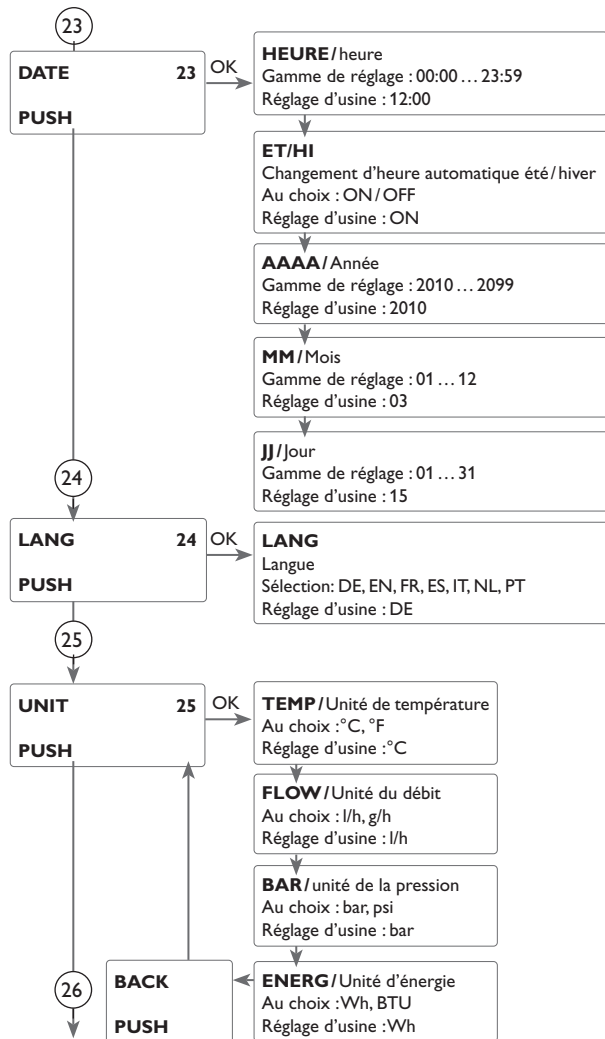 23
DATE 23
PUSH
OK
HEURE/heure
Gamme de réglage : 00:00 … 23:59
Réglage d'usine : 12:00
ET/HI
Changement d'heure automatique été/hiver
Au choix : ON/OFF
Réglage d'usine : ON
AAAA/Année
Gamme de réglage : 2010 … 2099
Réglage d'usine : 2010
MM/Mois
Gamme de réglage : 01 … 12
Réglage d'usine : 03
JJ/Jour
Gamme de réglage : 01 … 31
Réglage d'usine : 15
24
LANG 24
PUSH
OK
LANG
Langue
Sélection: DE, EN, FR, ES, IT, NL, PT
Réglage d'usine : DE
25
UNIT 25
PUSH
OK
TEMP/Unité de température
Au choix :°C, °F
Réglage d'usine :°C
FLOW/Unité du débit
Au choix : l/h, g/h
Réglage d'usine : l/h
BAR/unité de la pression
Au choix : bar, psi
Réglage d'usine : bar
ENERG/Unité d'énergie
Au choix :Wh, BTU
Réglage d'usine :Wh
BACK
PUSH
26